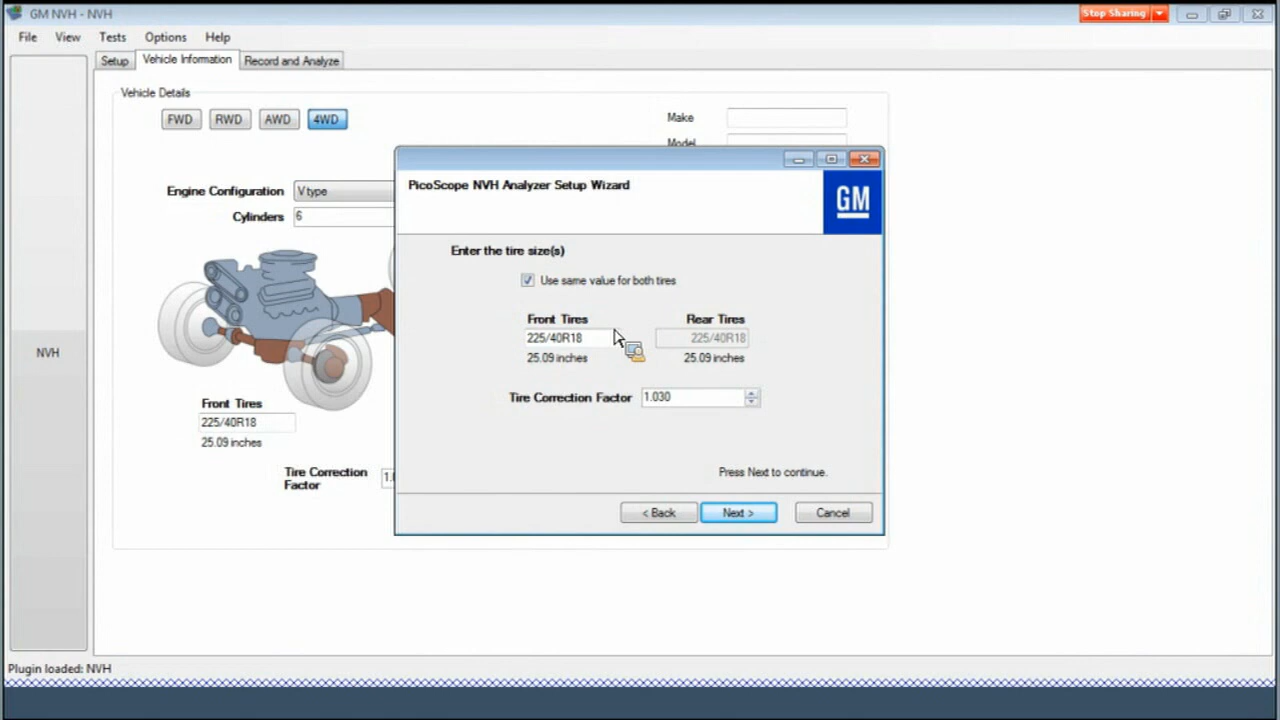 GM NVH - NVH
Stop Sharing
File View Tests Options Help
Setup Vehicle Information Record and Analyze
Vehicle Details
FWD RWD AWD 4WD
Make
Model
Engine Configuration V type
Cylinders 6
NVH
Front Tires
225/40R18
25.09 inches
Tire Correction
Factor
PicoScope NVH Analyzer Setup Wizard
GM
Enter the tire size(s)
Use same value for both tires
Front Tires Rear Tires
225/40R18 225/40R18
25.09 inches 25.09 inches
Tire Correction Factor 1.030
Press Next to continue.
< Back Next > Cancel
Plugin loaded: NVH